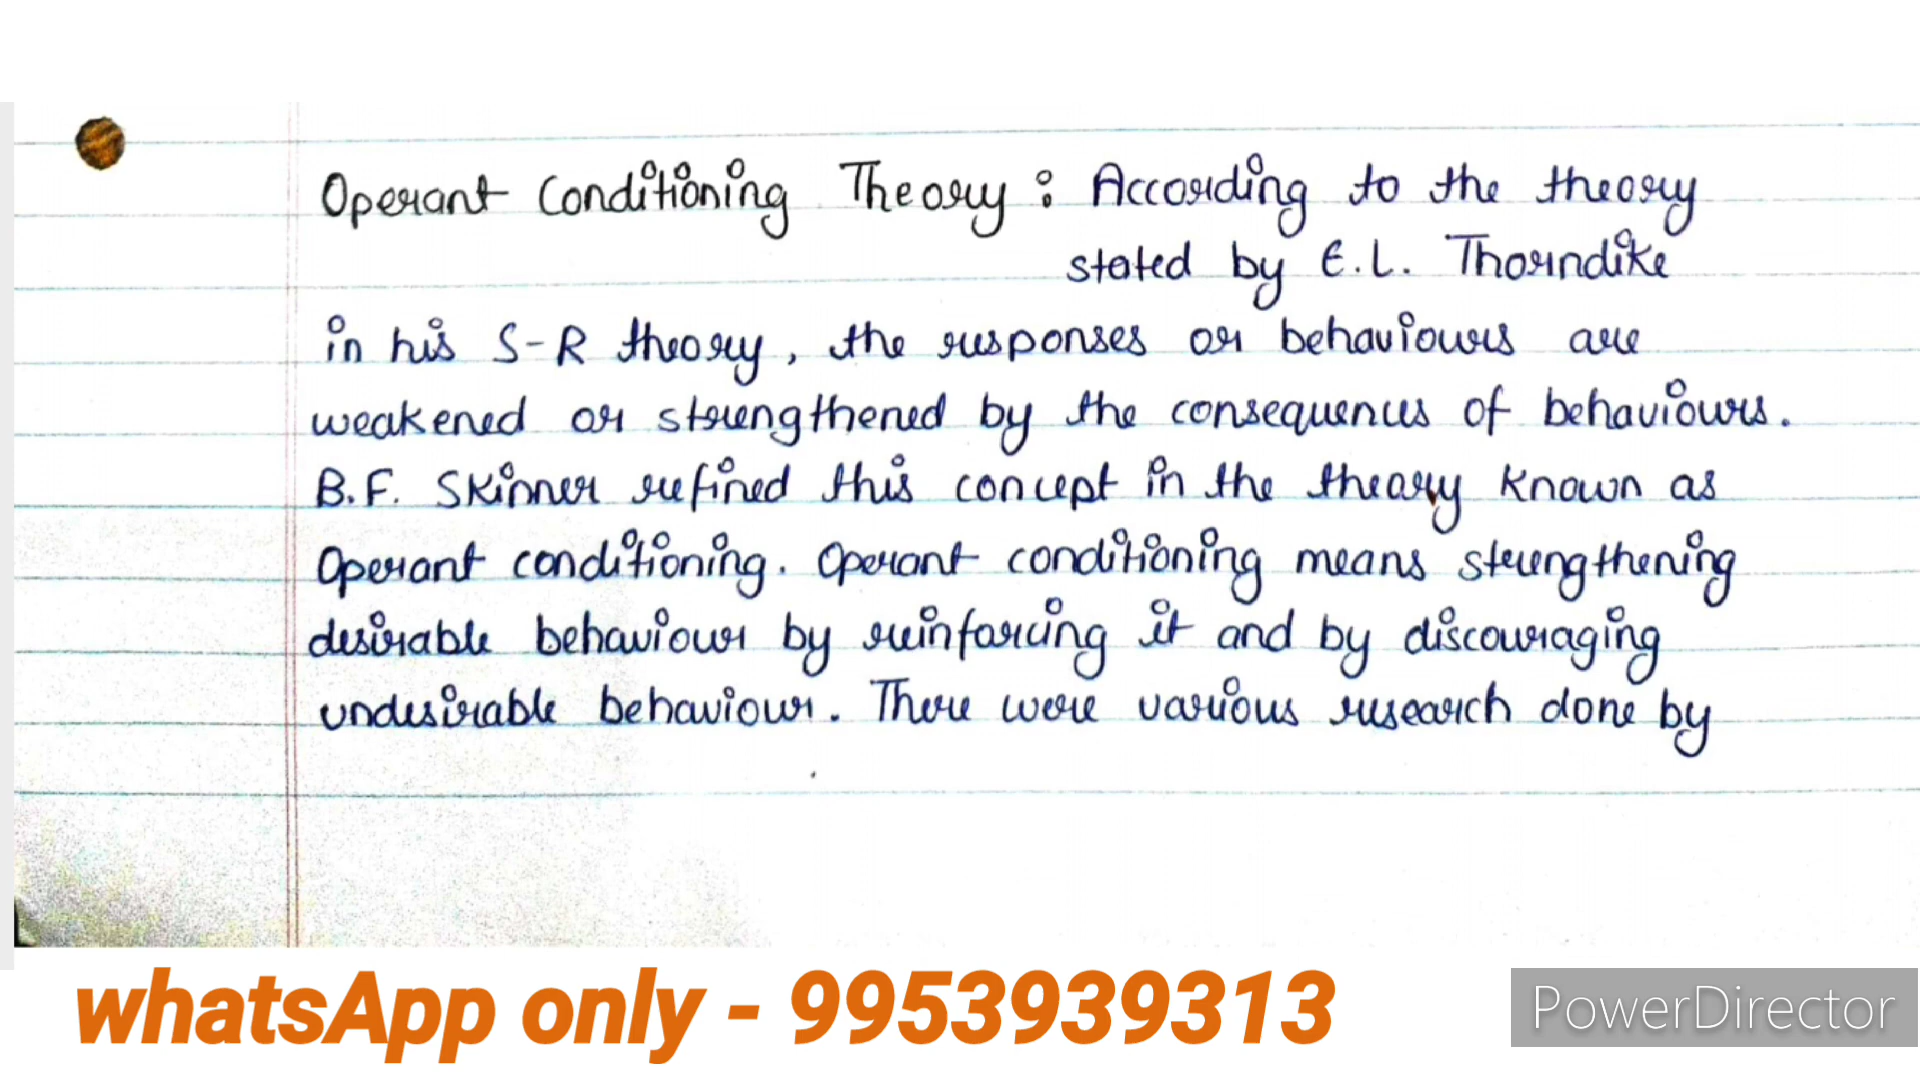 Operant Conditioning Theory : According to the theory
stated by E.L. Thorndike
in his S-R theory, the responses or behaviours are
weakened or strengthened by the consequences of behaviours.
B.F. Skinner refined this concept in the theory known as
Operant conditioning. Operant conditioning means strengthening
desirable behaviour by reinforcing it and by discouraging
undesirable behaviour. There were various research done by
whatsApp only - 9953939313
PowerDirector